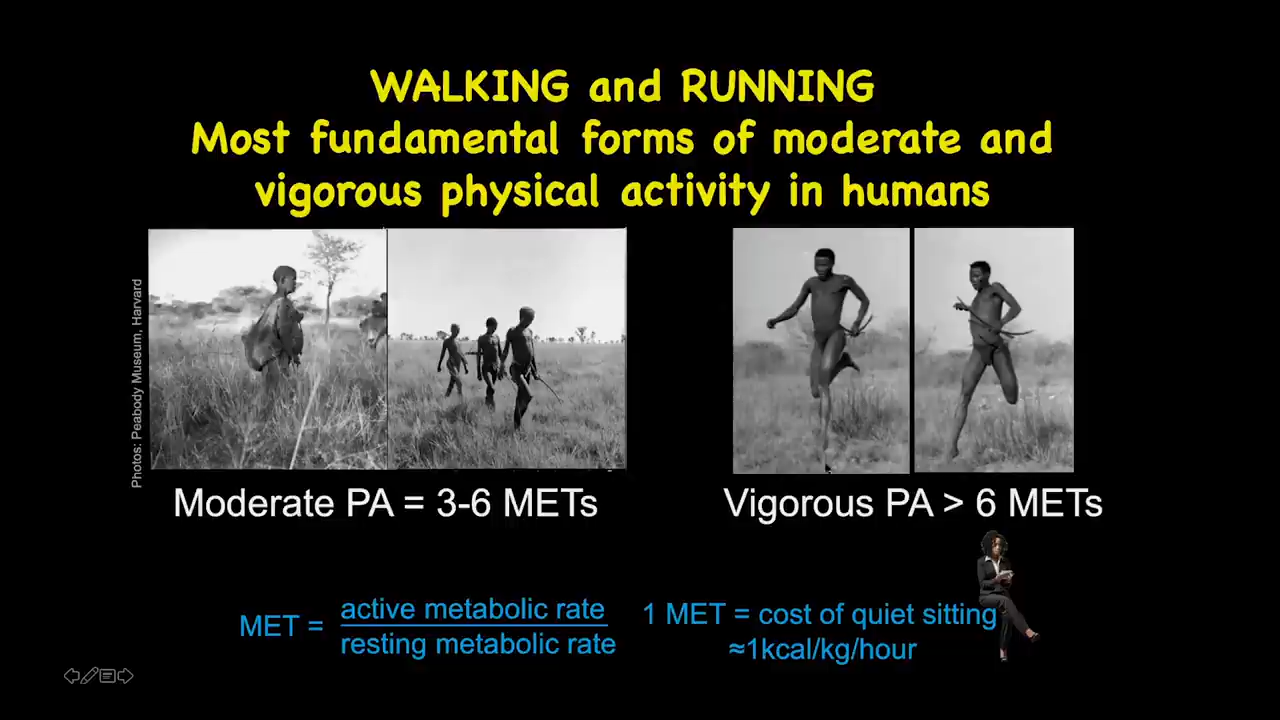 WALKING and RUNNING
Most fundamental forms of moderate and
vigorous physical activity in humans
Photos: Peabody Museum, Harvard
Moderate PA = 3-6 METs
Vigorous PA > 6 METs
MET = active metabolic rate
resting metabolic rate
1 MET = cost of quiet sitting
≈1kcal/kg/hour